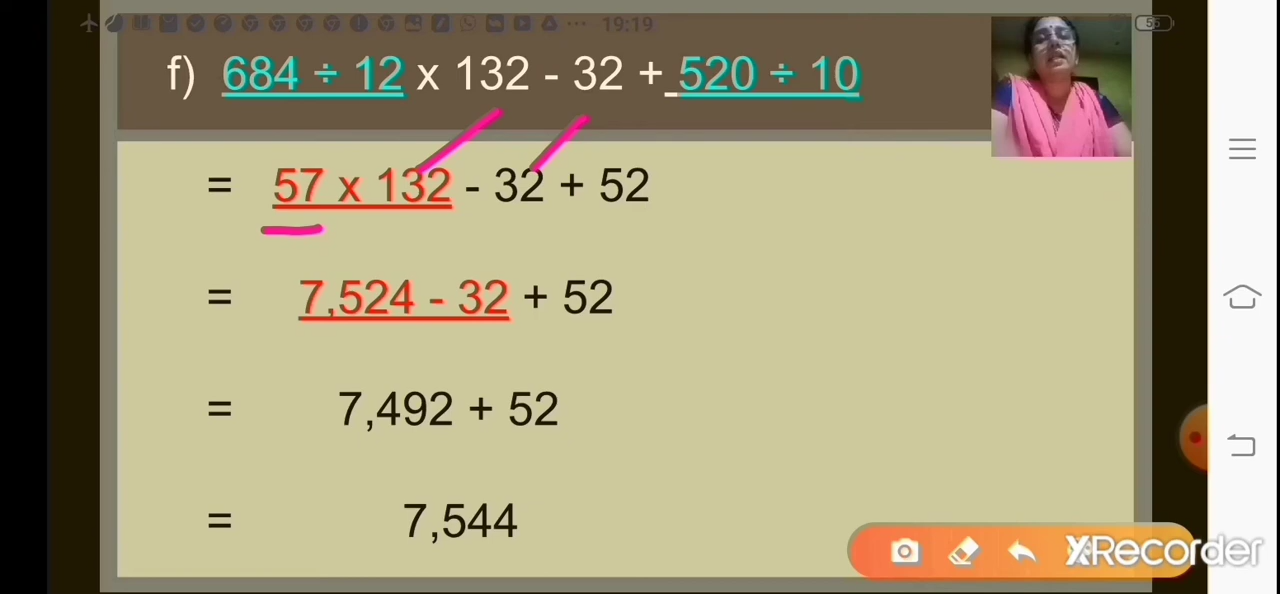 19:19
55
f) 684 ÷ 12 x 132 - 32 + 520 ÷ 10
= 57 x 132 - 32 + 52
= 7,524 - 32 + 52
= 7,492 + 52
= 7,544
XRecorder